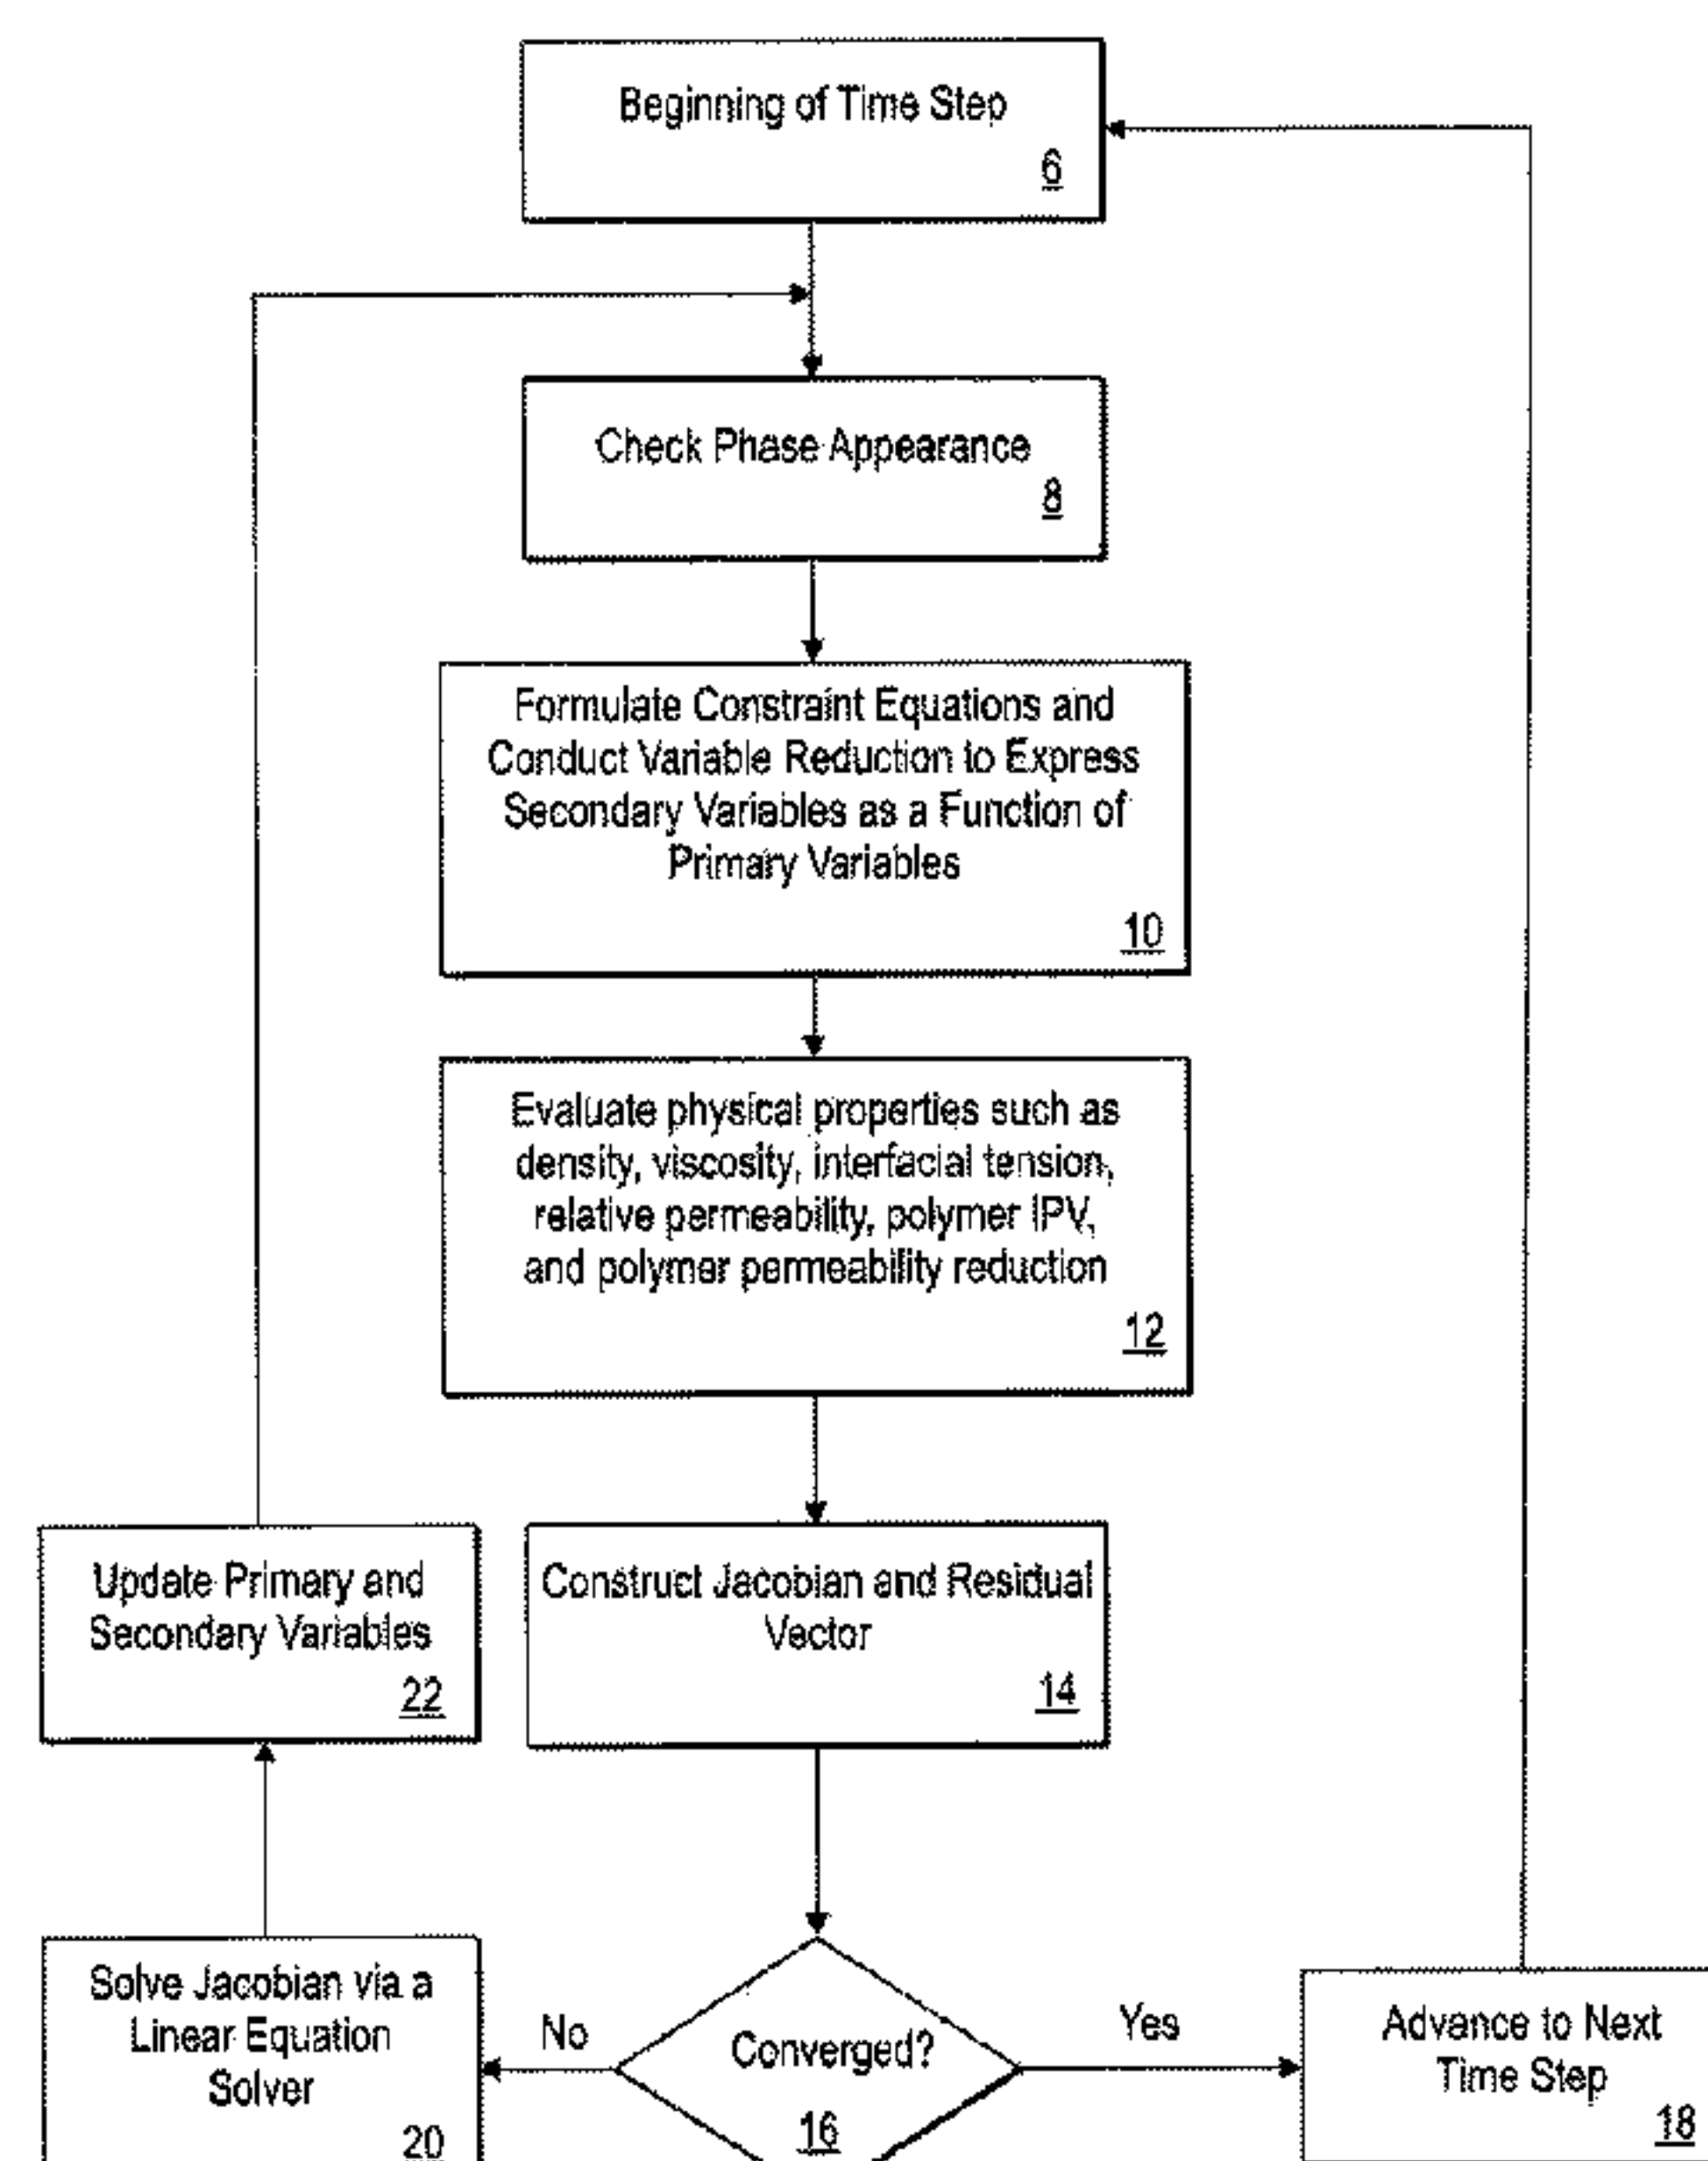 Beginning of Time Step
6
Check Phase Appearance
8
Formulate Constraint Equations and
Conduct Variable Reduction to Express
Secondary Variables as a Function of
Primary Variables
10
Evaluate physical properties such as
density, viscosity, interfacial tension,
relative permeability, polymer IPV,
and polymer permeability reduction
12
Update Primary and
Secondary Variables
22
Construct Jacobian and Residual
Vector
14
Solve Jacobian via a
Linear Equation
Solver
20
No
Converged?
16
Yes
Advance to Next
Time Step
18